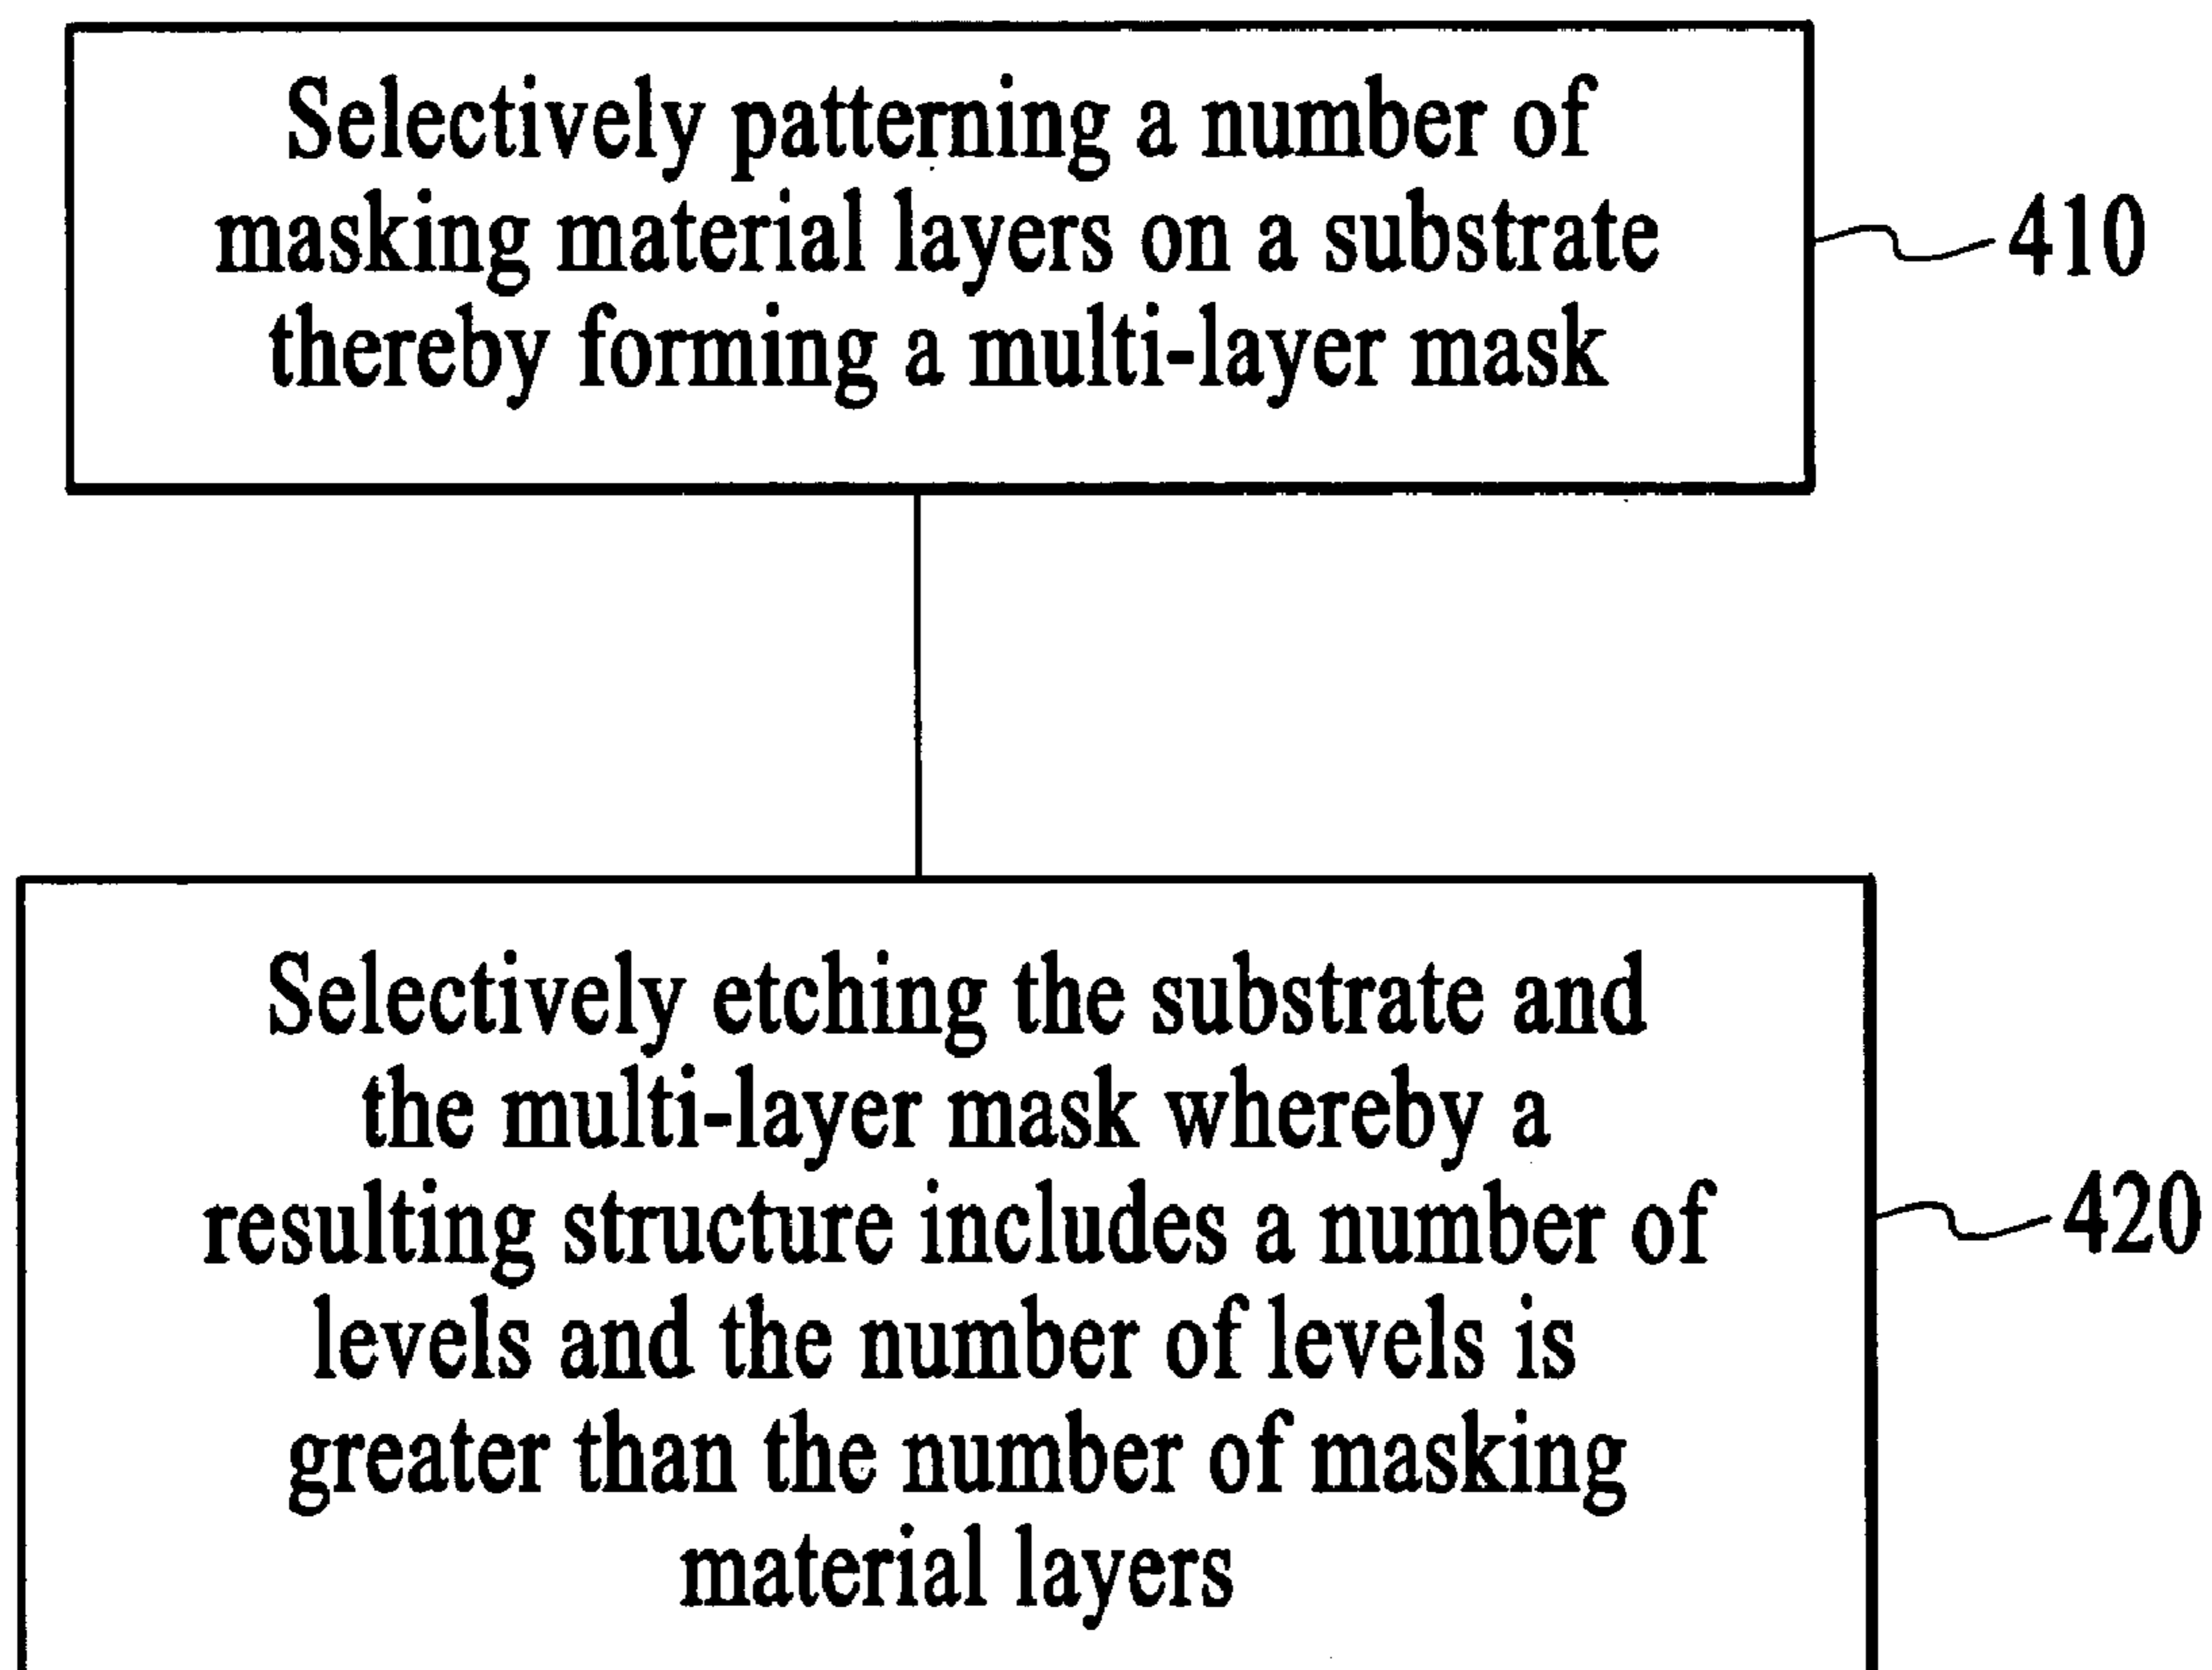 Selectively patterning a number of
masking material layers on a substrate
thereby forming a multi-layer mask
410
Selectively etching the substrate and
the multi-layer mask whereby a
resulting structure includes a number of
levels and the number of levels is
greater than the number of masking
material layers
420